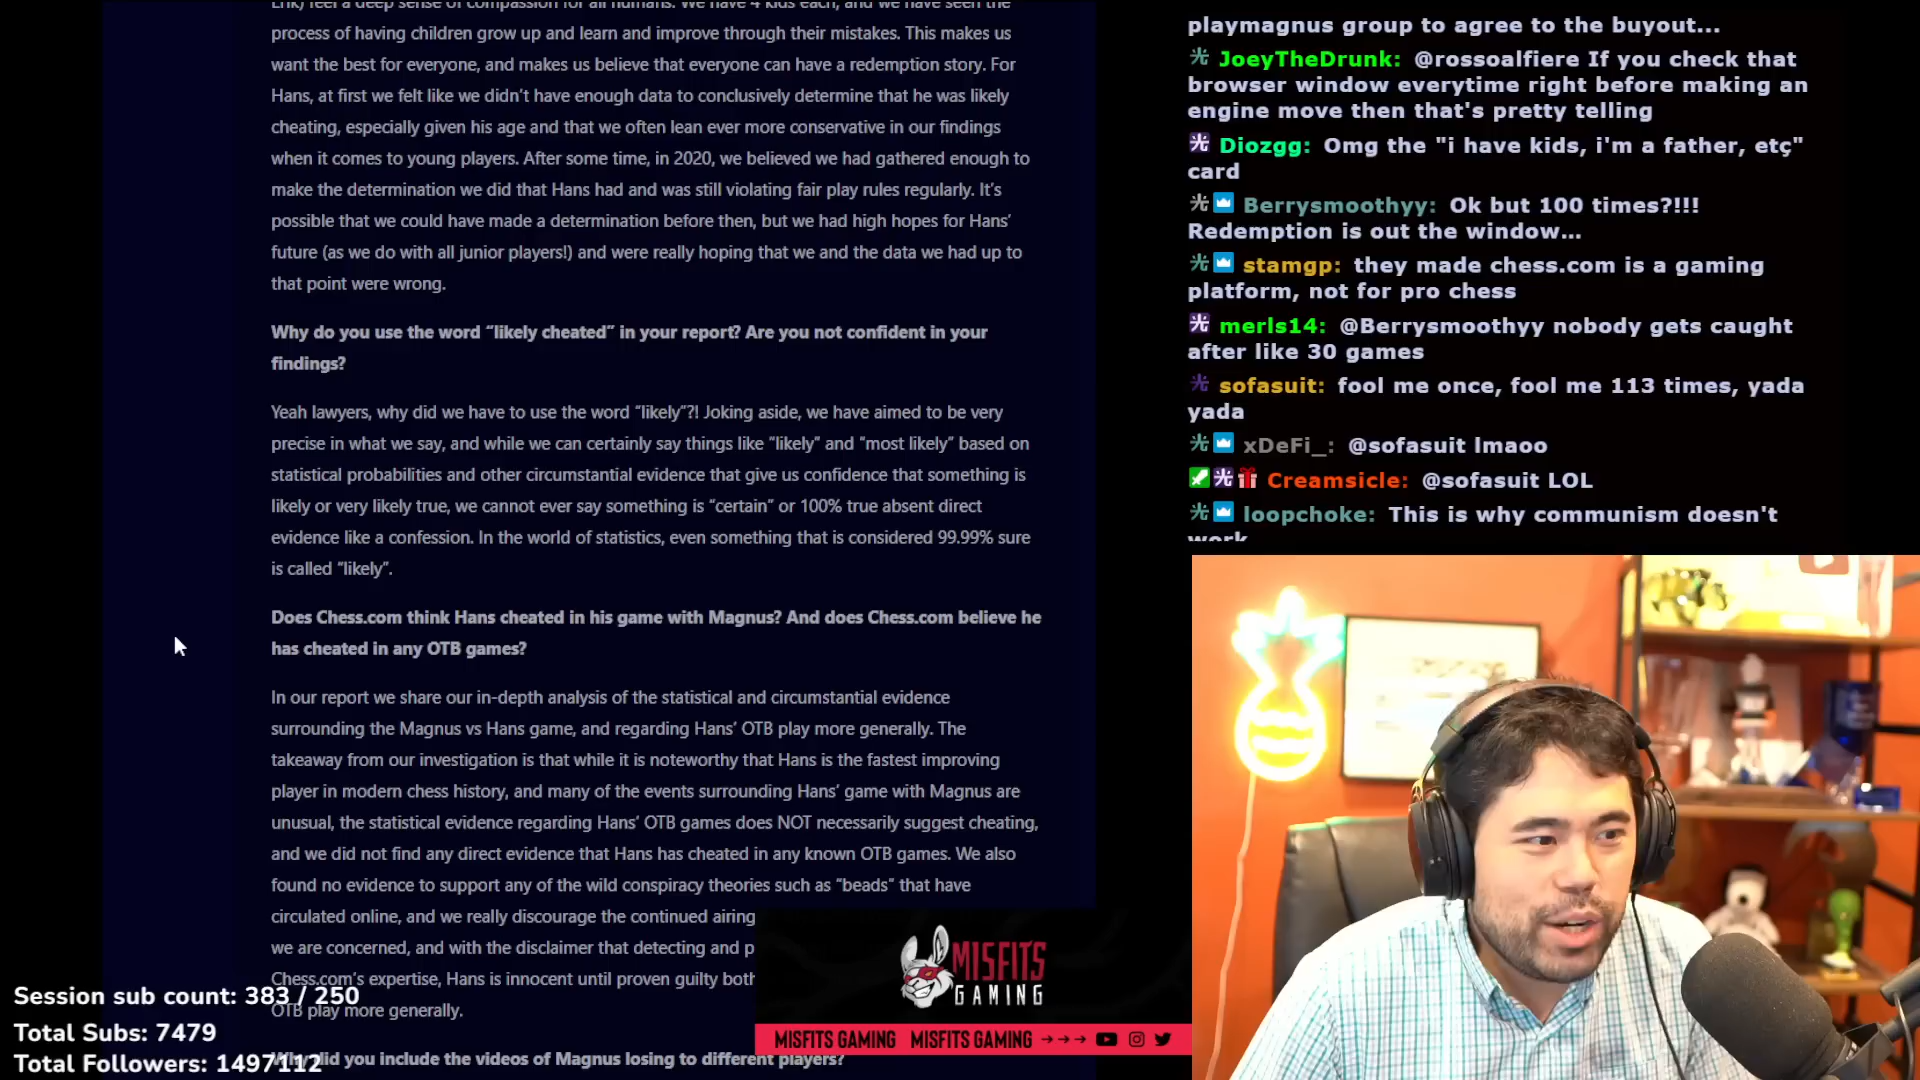 Erik) feel a deep sense of compassion for all humans. We have 4 kids each, and we have seen the
process of having children grow up and learn and improve through their mistakes. This makes us
want the best for everyone, and makes us believe that everyone can have a redemption story. For
Hans, at first we felt like we didn't have enough data to conclusively determine that he was likely
cheating, especially given his age and that we often lean ever more conservative in our findings
when it comes to young players. After some time, in 2020, we believed we had gathered enough to
make the determination we did that Hans had and was still violating fair play rules regularly. It's
possible that we could have made a determination before then, but we had high hopes for Hans'
future (as we do with all junior players!) and were really hoping that we and the data we had up to
that point were wrong.
Why do you use the word “likely cheated” in your report? Are you not confident in your
findings?
Yeah lawyers, why did we have to use the word “likely”?! Joking aside, we have aimed to be very
precise in what we say, and while we can certainly say things like “likely” and “most likely” based on
statistical probabilities and other circumstantial evidence that give us confidence that something is
likely or very likely true, we cannot ever say something is “certain” or 100% true absent direct
evidence like a confession. In the world of statistics, even something that is considered 99.99% sure
is called “likely”.
Does Chess.com think Hans cheated in his game with Magnus? And does Chess.com believe he
has cheated in any OTB games?
In our report we share our in-depth analysis of the statistical and circumstantial evidence
surrounding the Magnus vs Hans game, and regarding Hans' OTB play more generally. The
takeaway from our investigation is that while it is noteworthy that Hans is the fastest improving
player in modern chess history, and many of the events surrounding Hans' game with Magnus are
unusual, the statistical evidence regarding Hans' OTB games does NOT necessarily suggest cheating,
and we did not find any direct evidence that Hans has cheated in any known OTB games. We also
found no evidence to support any of the wild conspiracy theories such as “beads” that have
circulated online, and we really discourage the continued airing
we are concerned, and with the disclaimer that detecting and p
Chess.com's expertise, Hans is innocent until proven guilty both
OTB play more generally.
did you include the videos of Magnus losing to different players?
Session sub count: 383 / 250
Total Subs: 7479
Total Followers: 1497112
playmagnus group to agree to the buyout...
JoeyTheDrunk: @rossoalfiere If you check that
browser window everytime right before making an
engine move then that's pretty telling
Diozgg: Omg the "i have kids, i'm a father, etç"
card
Berrysmoothyy: Ok but 100 times?!!!
Redemption is out the window...
stamgp: they made chess.com is a gaming
platform, not for pro chess
merls14: @Berrysmoothyy nobody gets caught
after like 30 games
sofasuit: fool me once, fool me 113 times, yada
yada
xDeFi_: @sofasuit lmaoo
Creamsicle: @sofasuit LOL
loopchoke: This is why communism doesn't
work
MISFITS
GAMING
MISFITS GAMING MISFITS GAMING